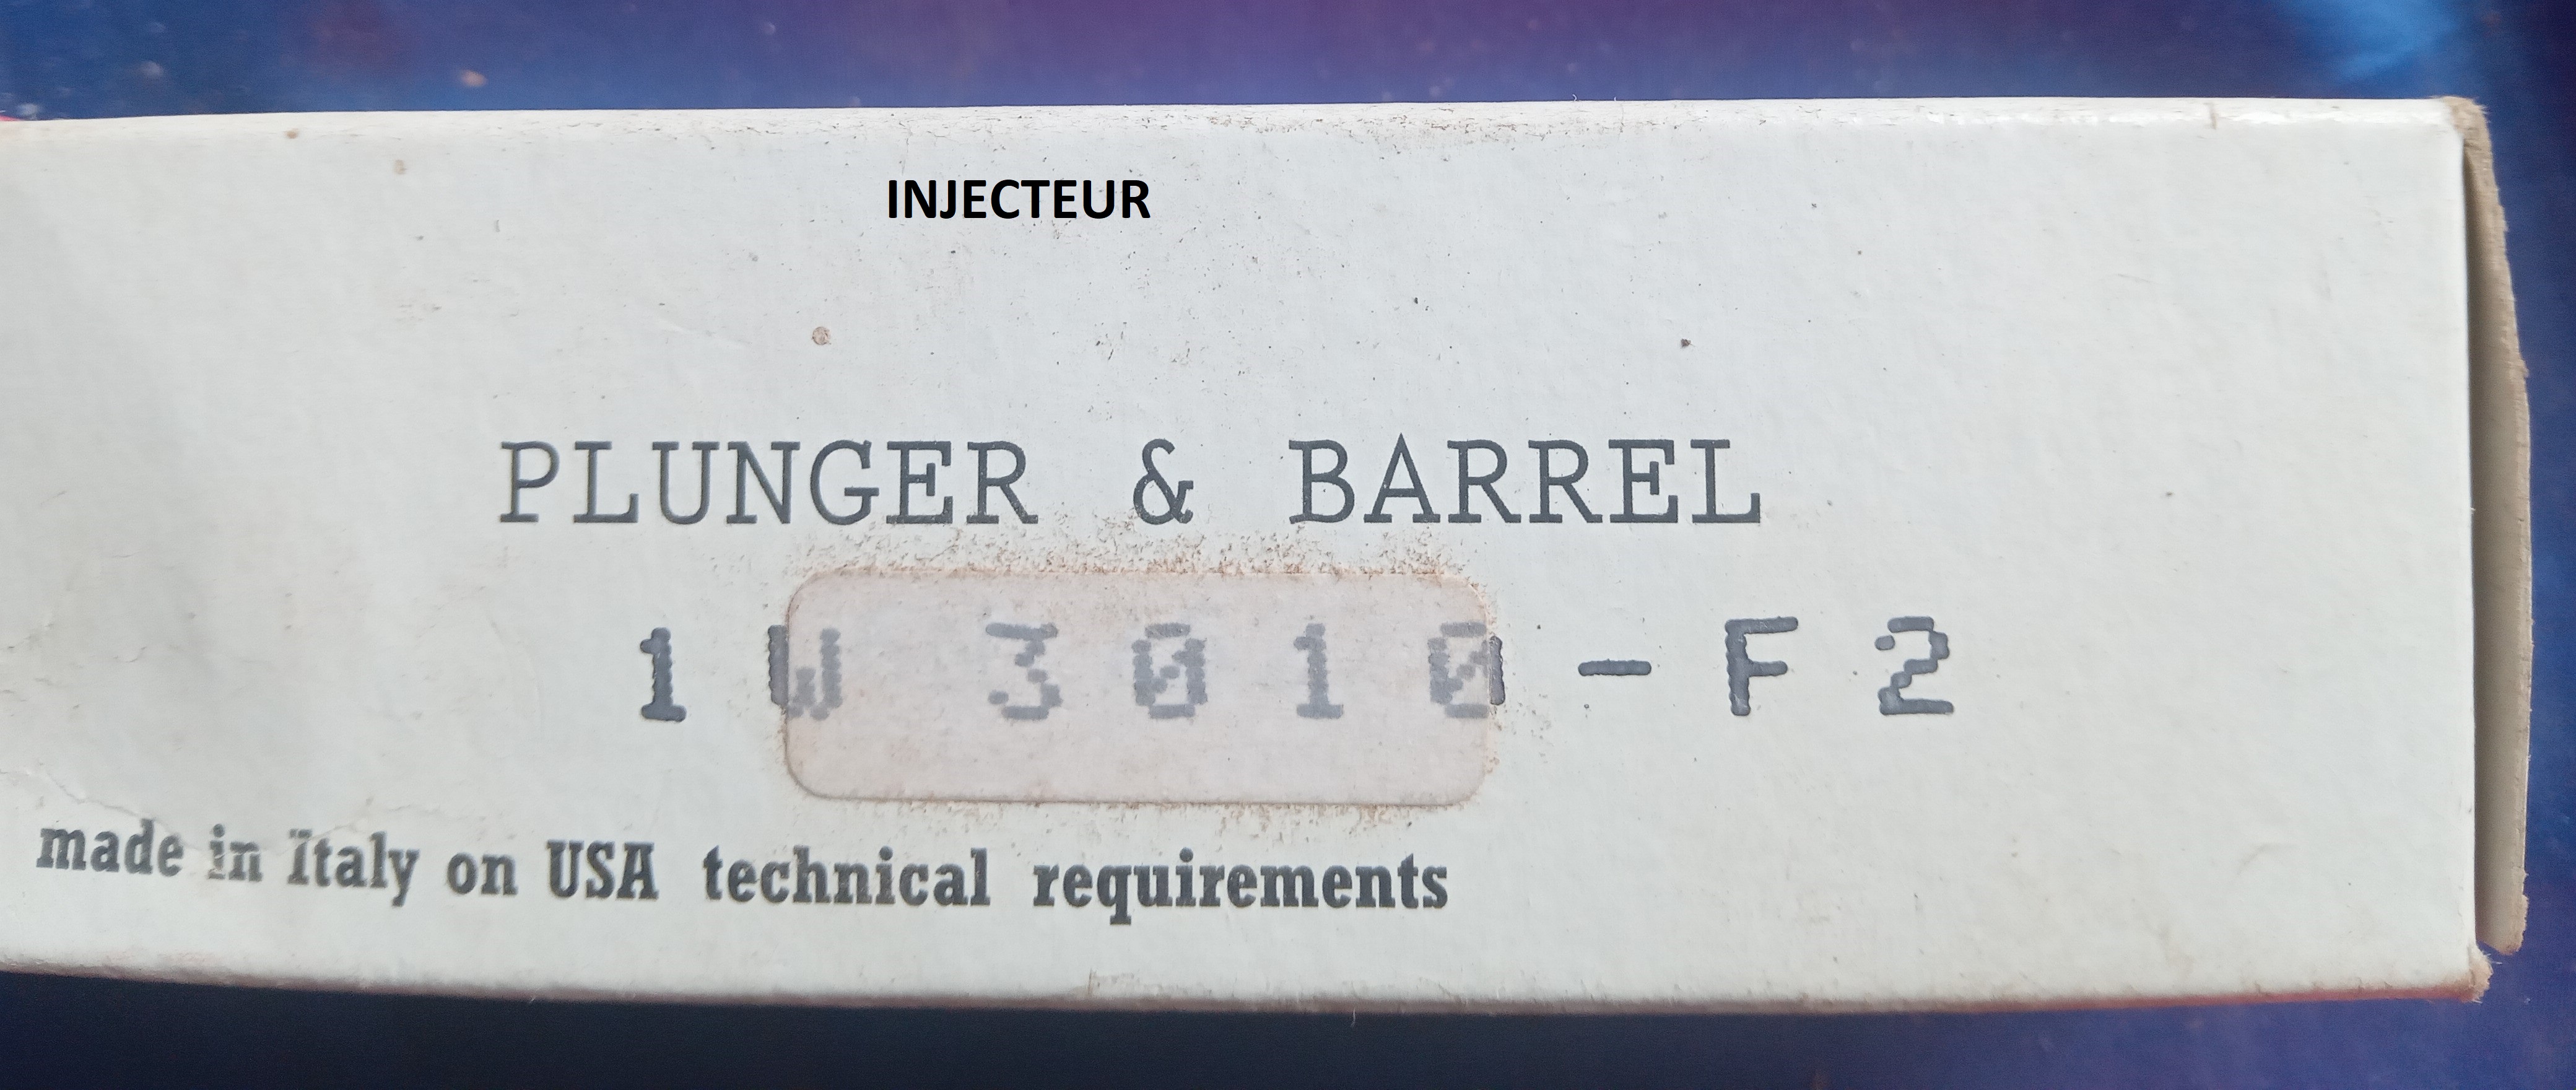 INJECTEUR
PLUNGER & BARREL
1W 3010-F2
made in Italy on USA technical requirements